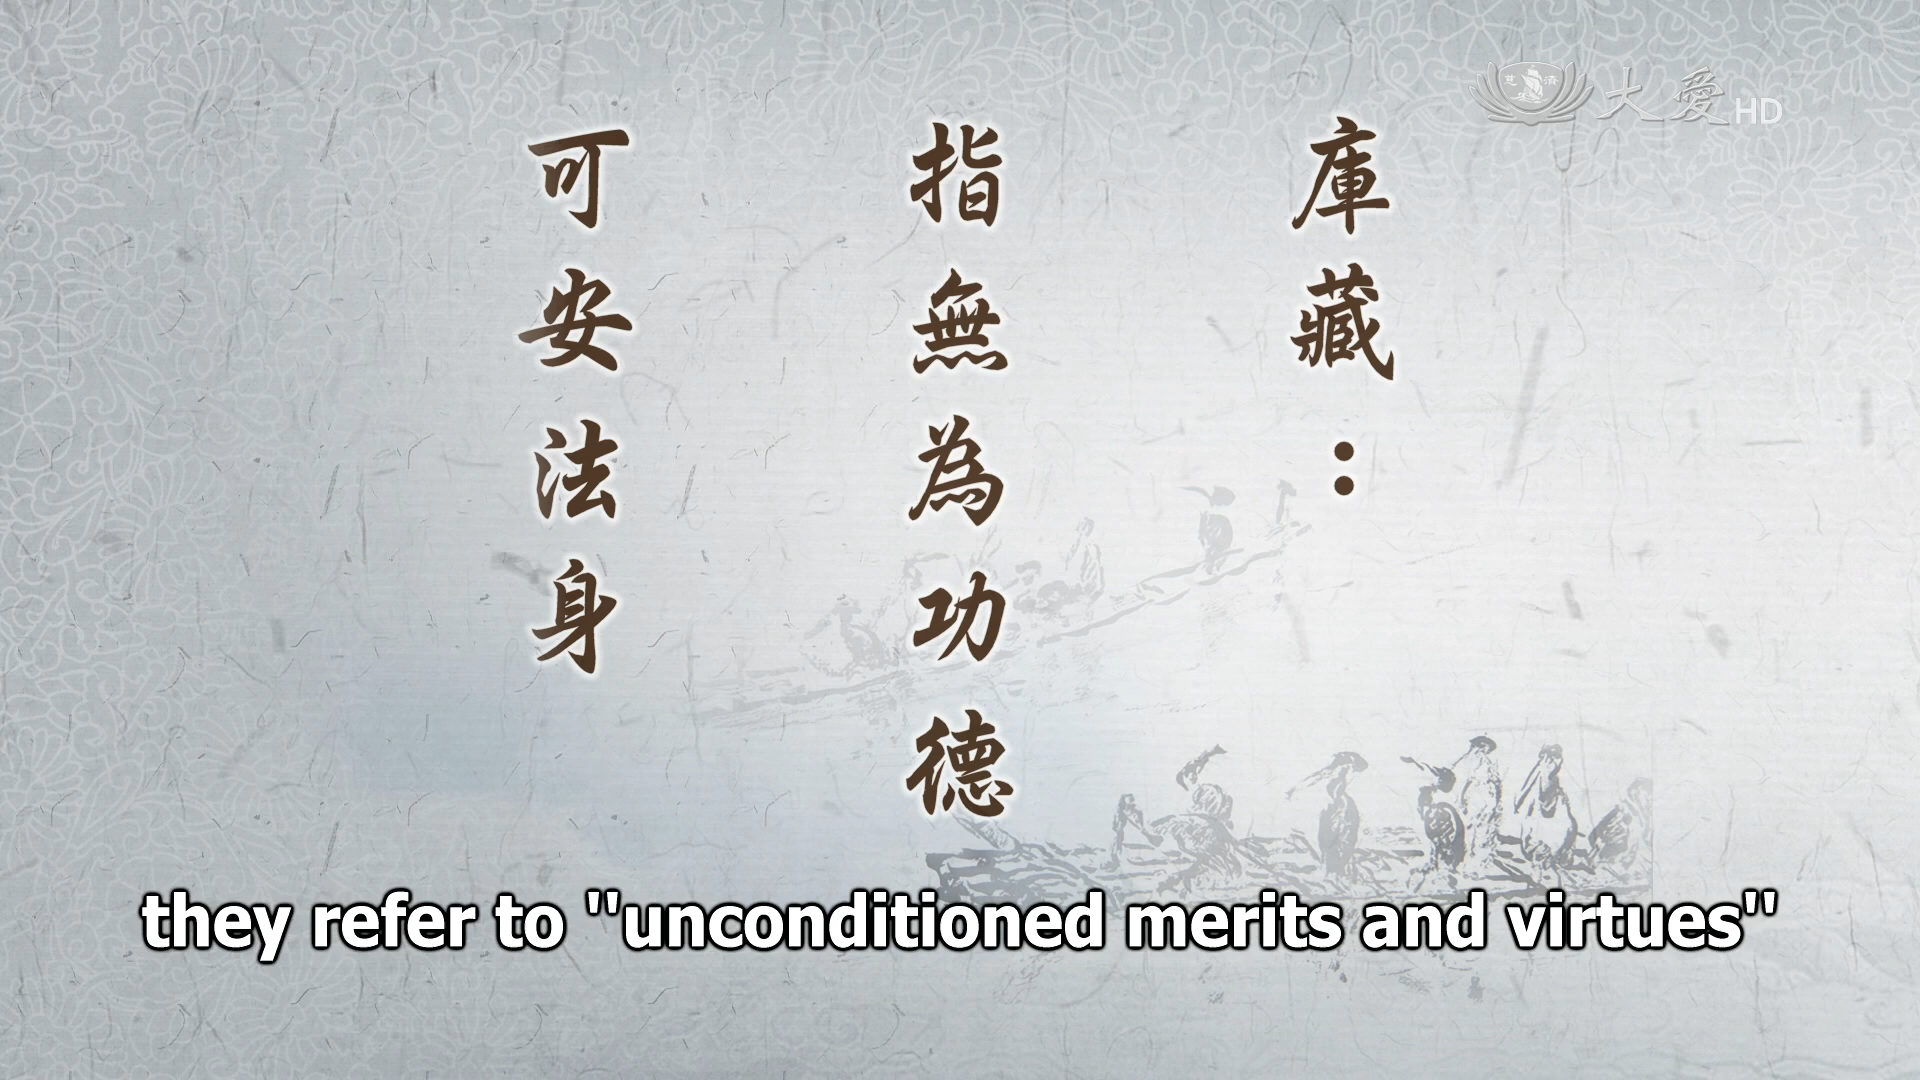 大愛HD
庫藏：
指無為功德
可安法身
they refer to "unconditioned merits and virtues"